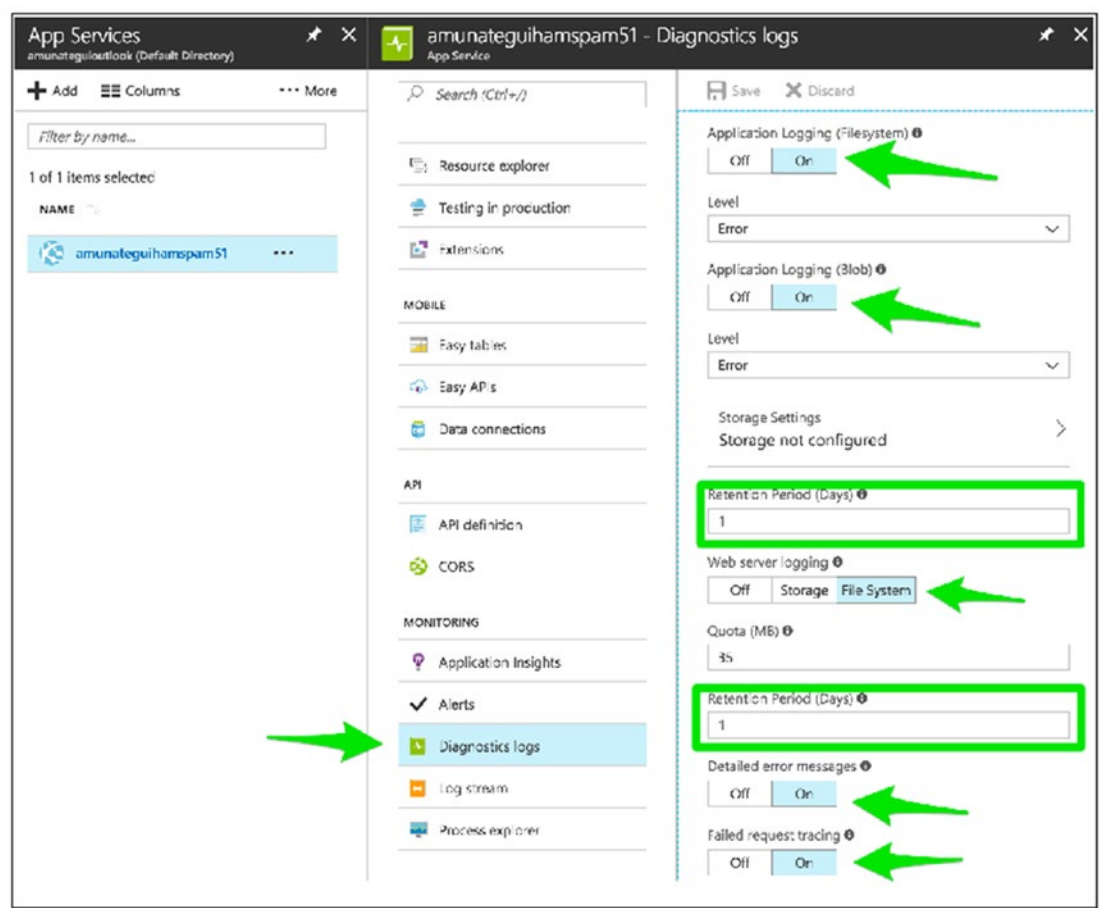 App Services
amunateguioutlook (Default Directory)
Add Columns More
Filter by name...
1 of 1 items selected
NAME
amunateguihamspam51
amunateguihamspam51 - Diagnostics logs
App Service
Search (Ctrl+/)
Resource explorer
Testing in production
Extensions
MOBILE
Easy tables
Easy APIs
Data connections
API
API definition
CORS
MONITORING
Application Insights
Alerts
Diagnostics logs
Log stream
Process explorer
Save Discard
Application Logging (Filesystem)
Off On
Level
Error
Application Logging (Blob)
Off On
Level
Error
Storage Settings
Storage not configured
Retention Period (Days)
1
Web server logging
Off Storage File System
Quota (MB)
35
Retention Period (Days)
1
Detailed error messages
Off On
Failed request tracing
Off On